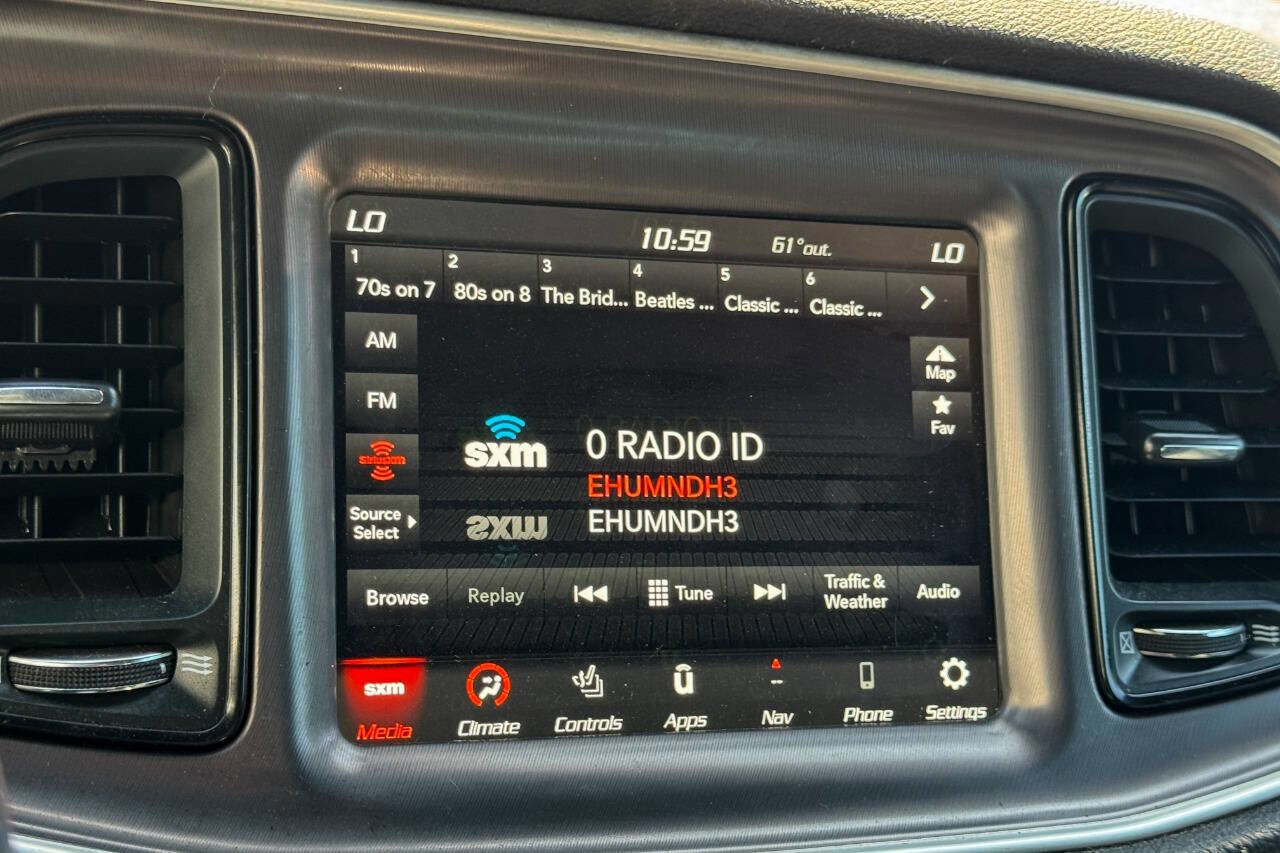 LO 10:59 61°out. LO
1 2 3 4 5 6
70s on 7 80s on 8 The Brid... Beatles ... Classic ... Classic ...
AM
Map
FM
Fav
sxm 0 RADIO ID
SiriusXM
EHUMNDH3
EHUMNDH3
Source
Select
Browse Replay Tune Traffic & Audio
Weather
sxm
Media Climate Controls Apps Nav Phone Settings